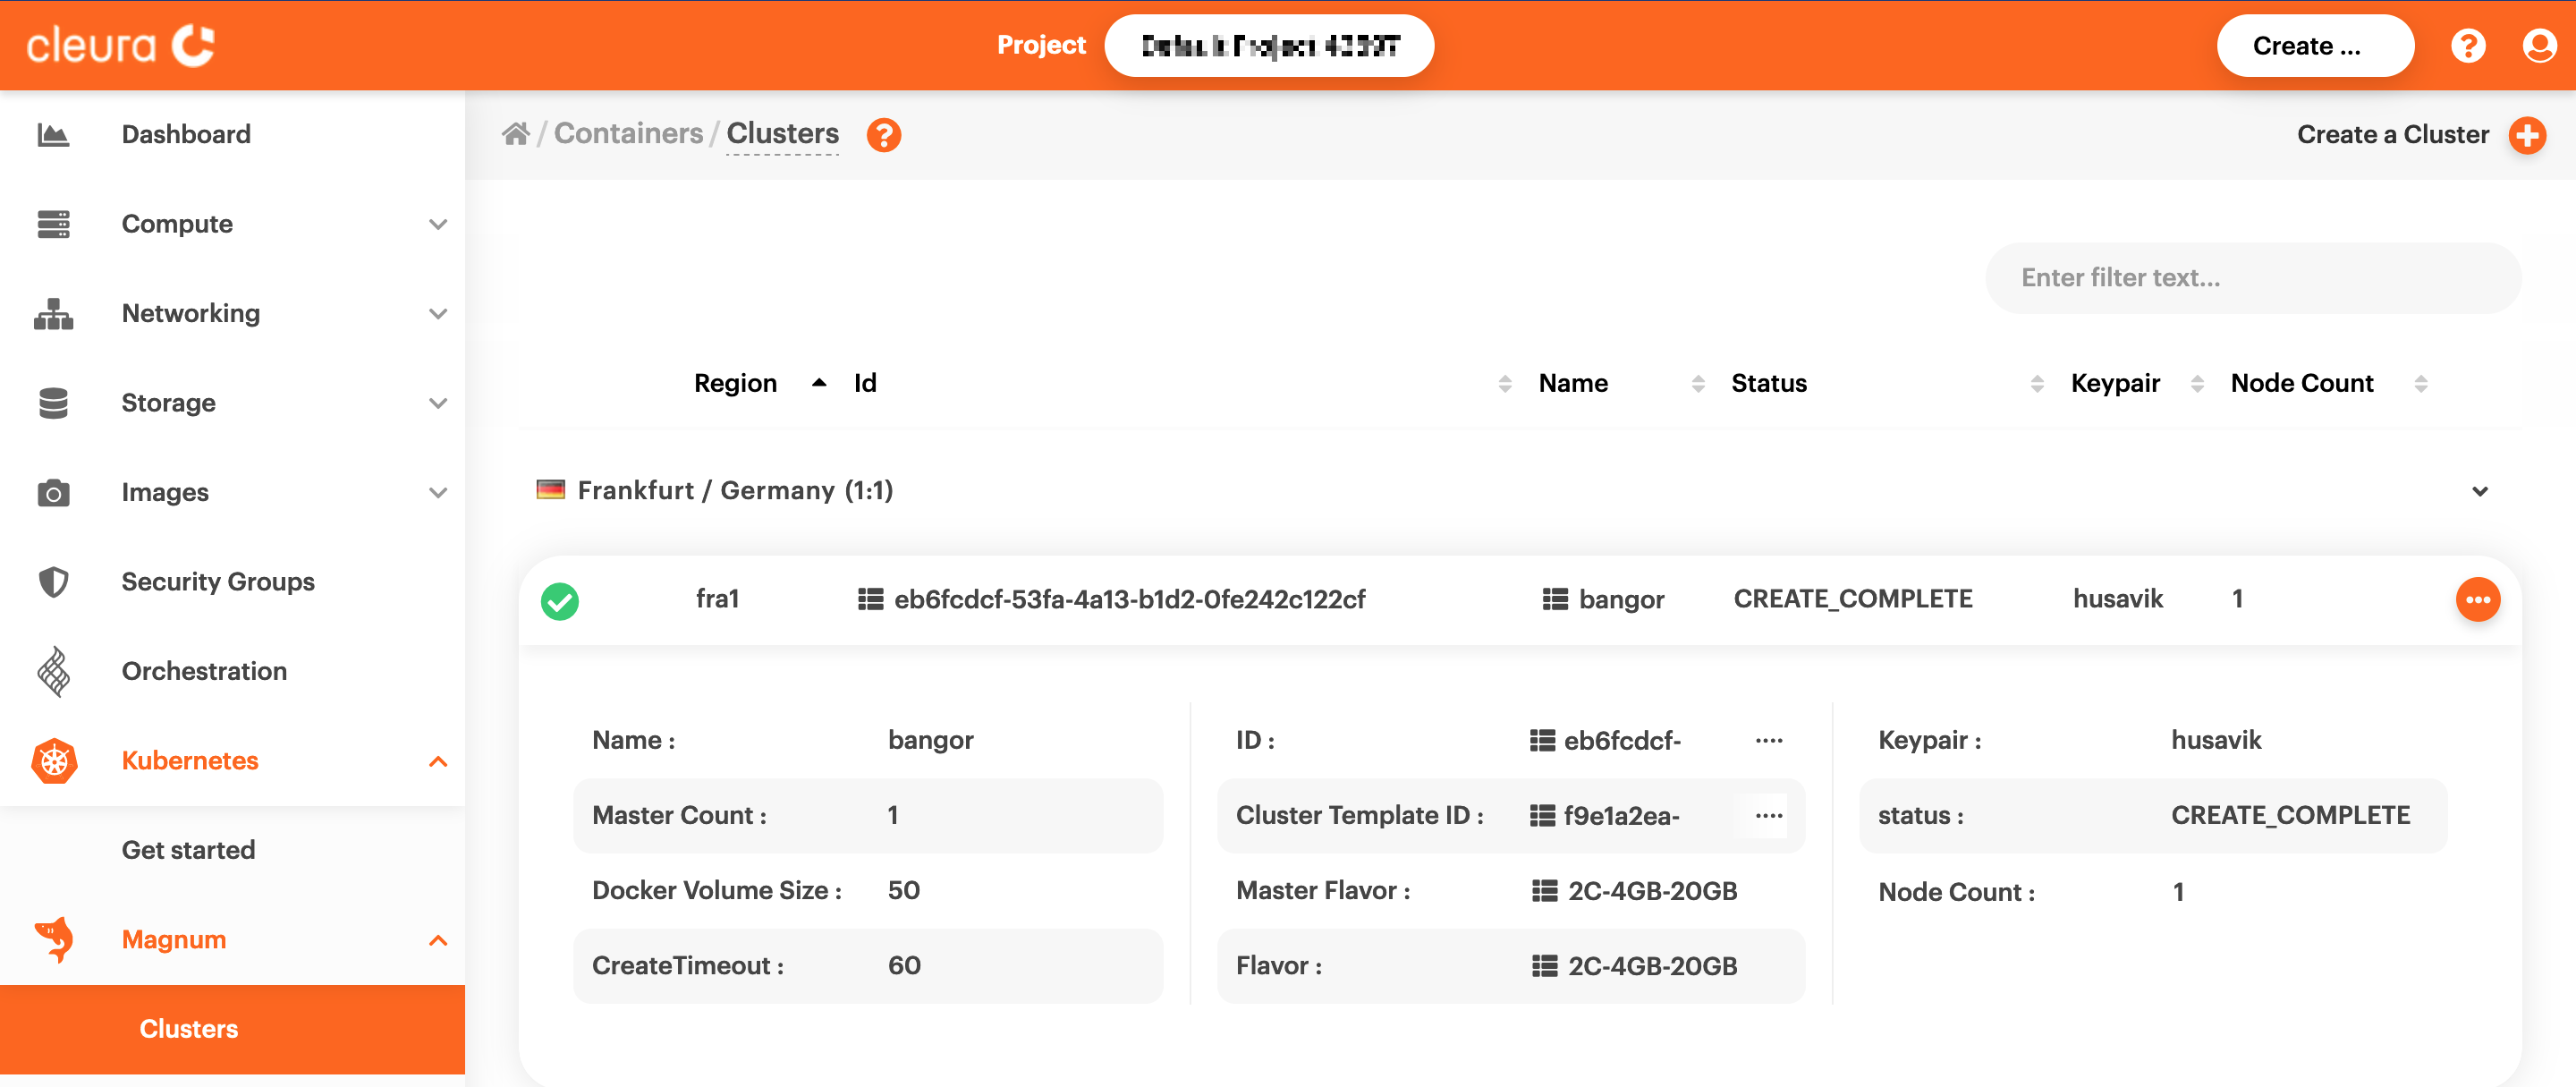 cleura
Project
Create ...
Dashboard
Containers / Clusters
Create a Cluster
Compute
Enter filter text...
Networking
Region Id Name Status Keypair Node Count
Storage
Images
Frankfurt / Germany (1:1)
Security Groups
fra1 eb6fcdcf-53fa-4a13-b1d2-0fe242c122cf bangor CREATE_COMPLETE husavik 1
Orchestration
Kubernetes
Name : bangor
ID : eb6fcdcf- ....
Keypair : husavik
Master Count : 1
Cluster Template ID : f9e1a2ea- ....
status : CREATE_COMPLETE
Get started
Docker Volume Size : 50
Master Flavor : 2C-4GB-20GB
Node Count : 1
Magnum
CreateTimeout : 60
Flavor : 2C-4GB-20GB
Clusters